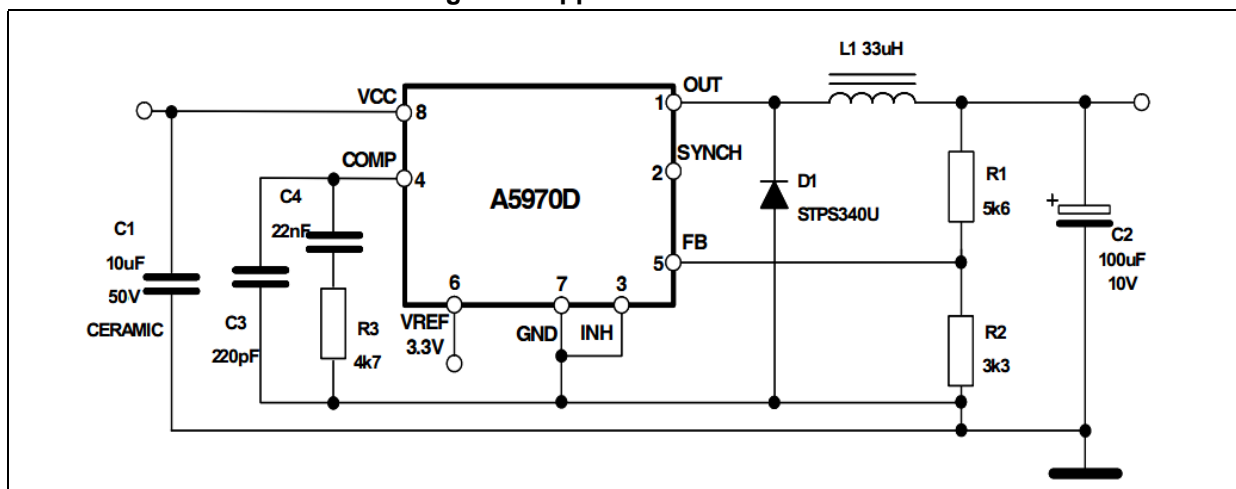 L1 33uH
OUT
VCC
1
8
COMP
SYNCH
4
2
C4
A5970D
D1
R1
22nF
STPS340U
5k6
C1
FB
+
C2
10uF
5
100uF
50V
6
7
3
10V
CERAMIC
C3
R3
VREF
GND
INH
R2
220pF
4k7
3.3V
3k3